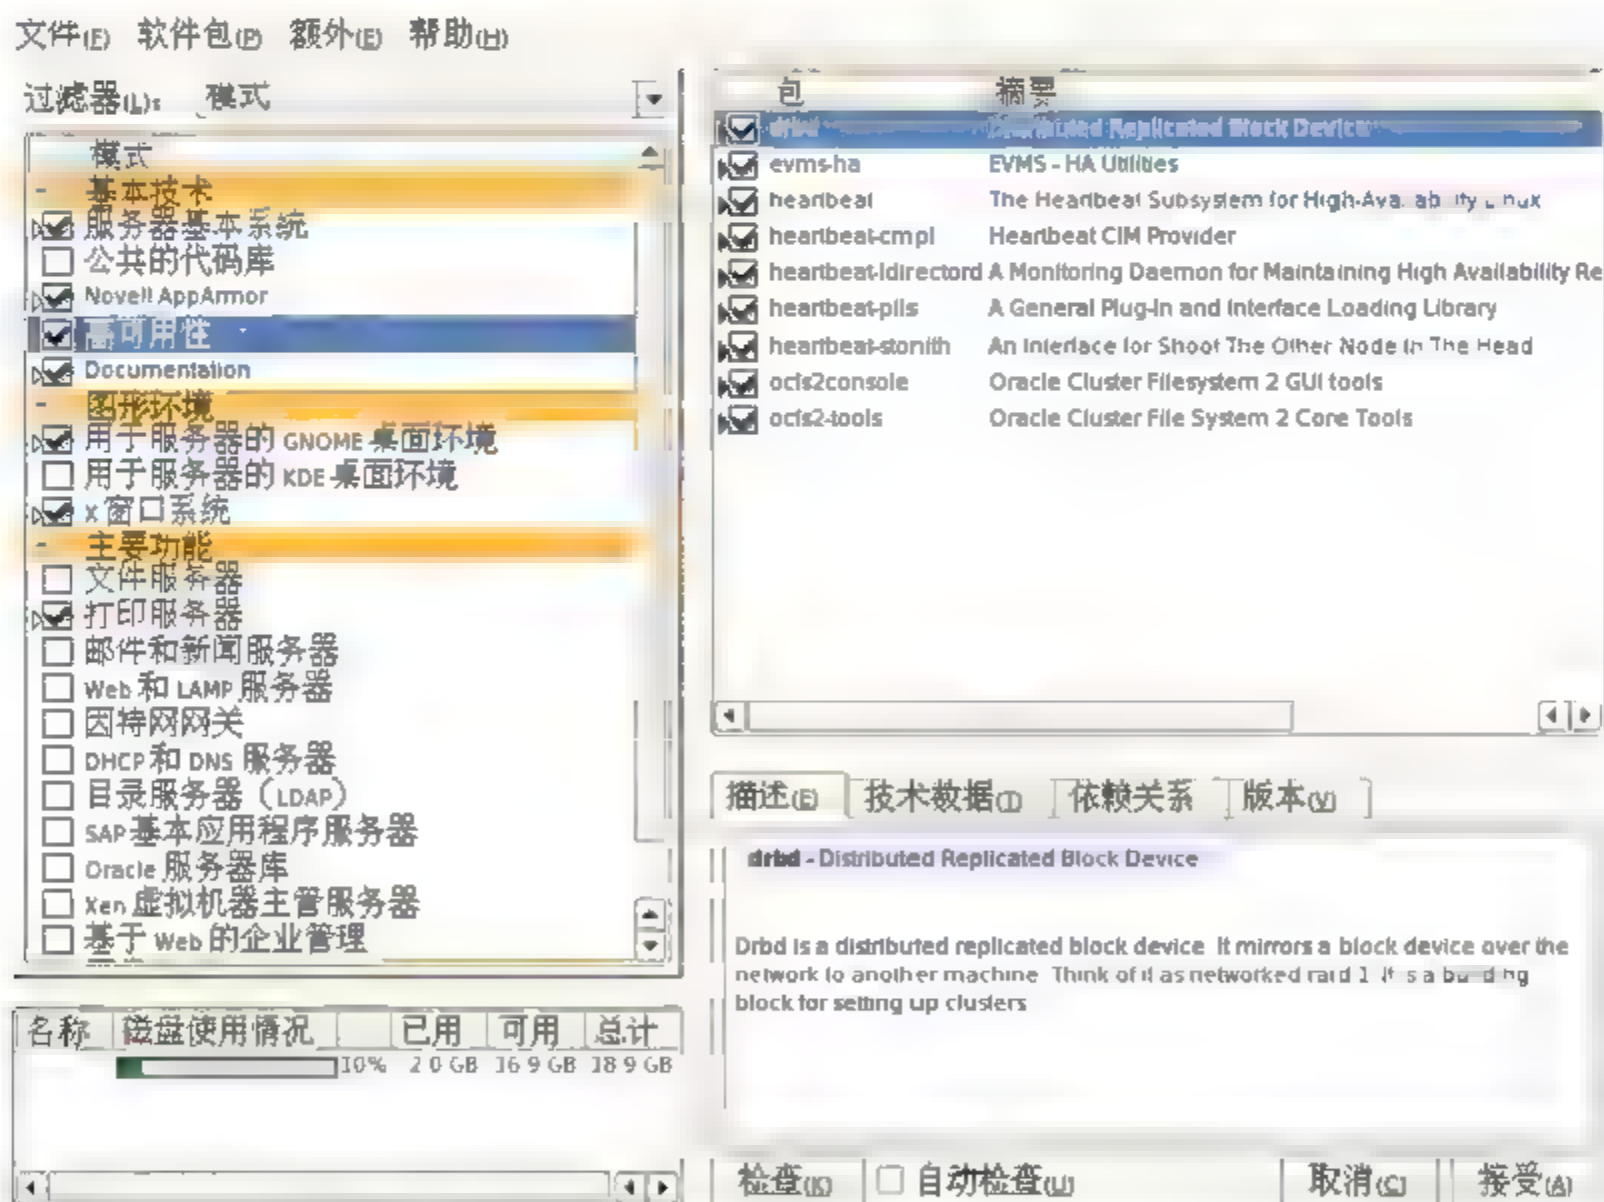 文件(F) 软件包(P) 额外(E) 帮助(H)
过滤器(L): 模式
模式
基本技术
服务器基本系统
公共的代码库
Novell AppArmor
高可用性
Documentation
图形环境
用于服务器的 GNOME 桌面环境
用于服务器的 KDE 桌面环境
X 窗口系统
主要功能
文件服务器
打印服务器
邮件和新闻服务器
Web 和 LAMP 服务器
因特网网关
DHCP 和 DNS 服务器
目录服务器（LDAP）
SAP 基本应用程序服务器
Oracle 服务器库
Xen 虚拟机器主管服务器
基于 Web 的企业管理
名称 磁盘使用情况 已用 可用 总计
10% 2.0 GB 16.9 GB 18.9 GB
包 摘要
drbd Distributed Replicated Block Device
evms-ha EVMS - HA Utilities
heartbeat The Heartbeat Subsystem for High-Availability Linux
heartbeat-cmpi Heartbeat CIM Provider
heartbeat-ldirectord A Monitoring Daemon for Maintaining High Availability Re
heartbeat-pils A General Plug-In and Interface Loading Library
heartbeat-stonith An Interface for Shoot The Other Node In The Head
ocfs2console Oracle Cluster Filesystem 2 GUI tools
ocfs2-tools Oracle Cluster File System 2 Core Tools
描述(E) 技术数据(T) 依赖关系 版本(V)
drbd - Distributed Replicated Block Device
Drbd is a distributed replicated block device. It mirrors a block device over the
network to another machine. Think of it as networked raid 1. It is a building
block for setting up clusters.
检查(K) 自动检查(U) 取消(C) 接受(A)